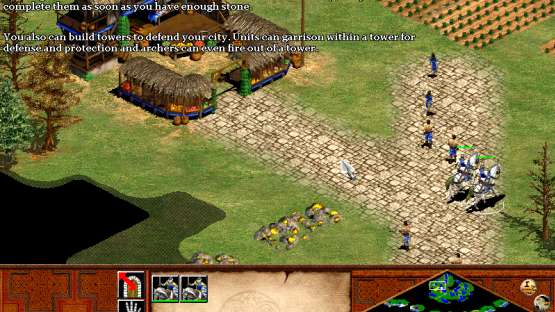 complete them as soon as you have enough stone
You also can build towers to defend your city. Units can garrison within a tower for
defense and protection and archers can even fire out of a tower.